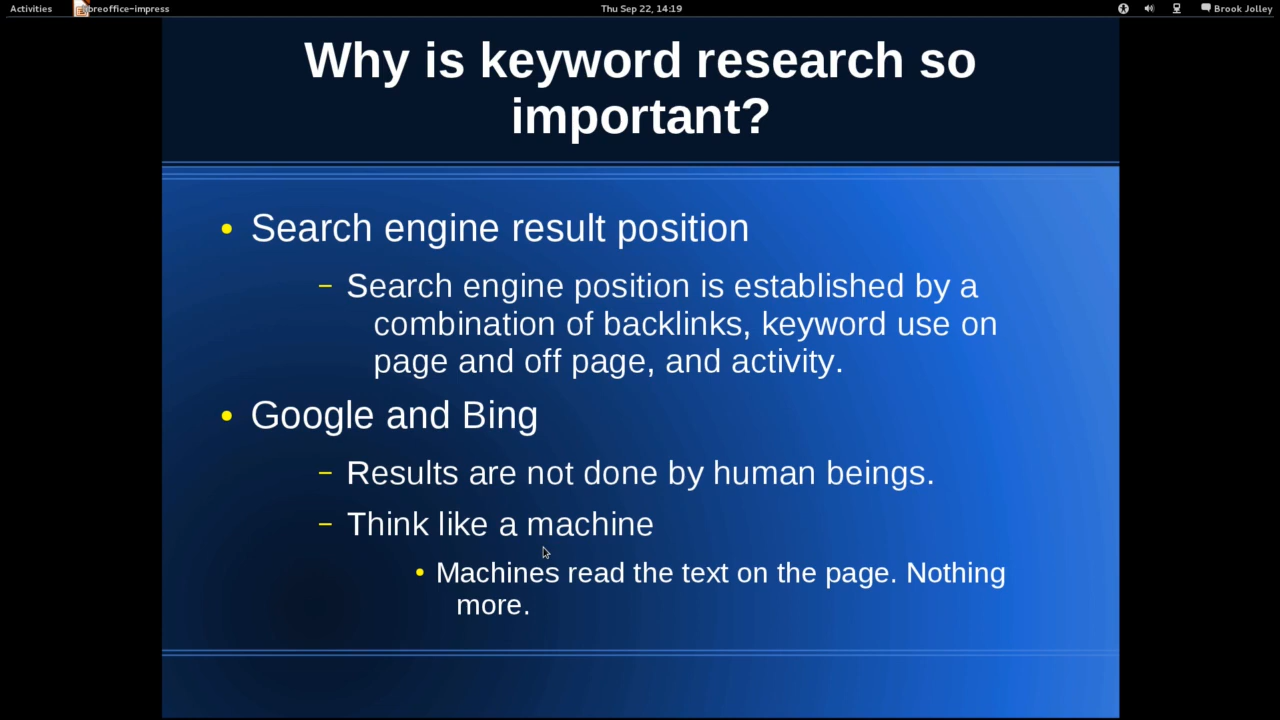 Activities libreoffice-impress Thu Sep 22, 14:19 Brook Jolley
Why is keyword research so
important?
• Search engine result position
– Search engine position is established by a
combination of backlinks, keyword use on
page and off page, and activity.
• Google and Bing
– Results are not done by human beings.
– Think like a machine
• Machines read the text on the page. Nothing
more.